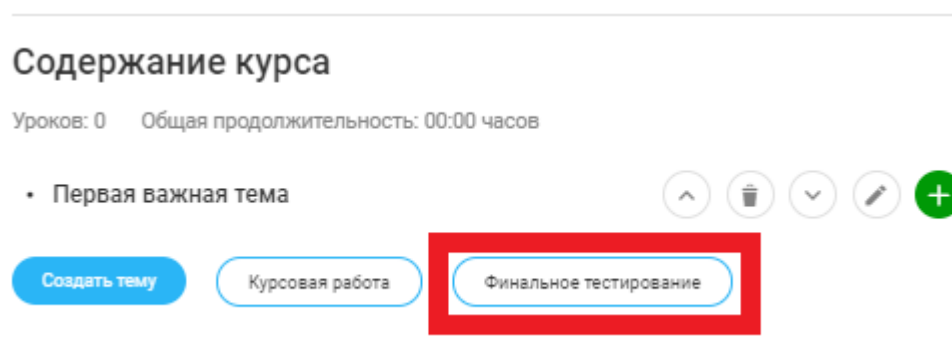 Содержание курса
Уроков: 0 Общая продолжительность: 00:00 часов
• Первая важная тема
Создать тему Курсовая работа Финальное тестирование